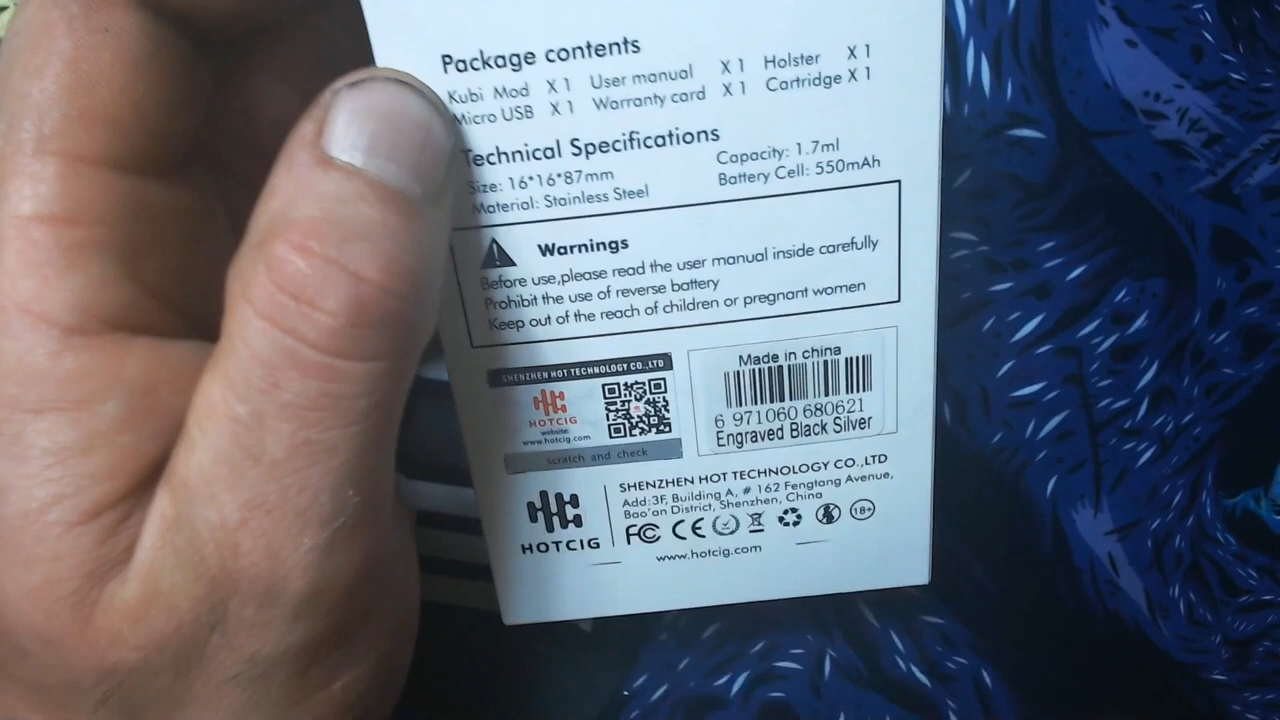 Package contents
Kubi Mod X 1 User manual X 1 Holster X 1
Micro USB X 1 Warranty card X 1 Cartridge X 1
Technical Specifications
Size: 16*16*87mm Capacity: 1.7ml
Material: Stainless Steel Battery Cell: 550mAh
Warnings
Before use,please read the user manual inside carefully
Prohibit the use of reverse battery
Keep out of the reach of children or pregnant women
SHENZHEN HOT TECHNOLOGY CO.,LTD
HOTCIG
website:
www.hotcig.com
scratch and check
Made in china
6 971060 680621
Engraved Black Silver
HOTCIG
SHENZHEN HOT TECHNOLOGY CO.,LTD
Add:3F, Building A, # 162 Fengtang Avenue,
Bao'an District, Shenzhen, China
FC CE 18+
www.hotcig.com